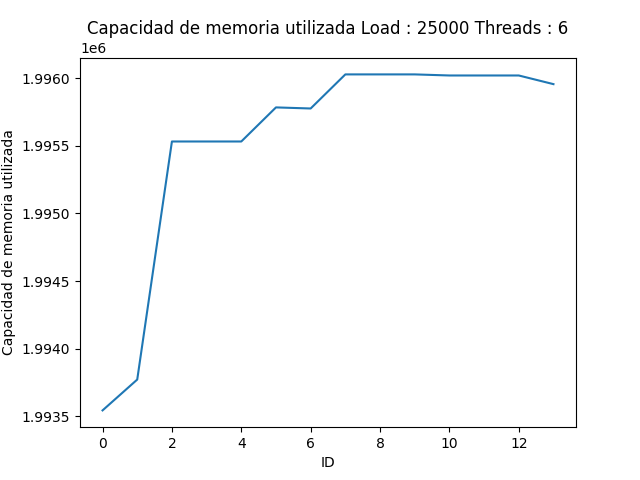 Capacidad de memoria utilizada Load : 25000 Threads : 6
1e6
1.9960
1.9955
1.9950
1.9945
1.9940
1.9935
Capacidad de memoria utilizada
0 2 4 6 8 10 12
ID